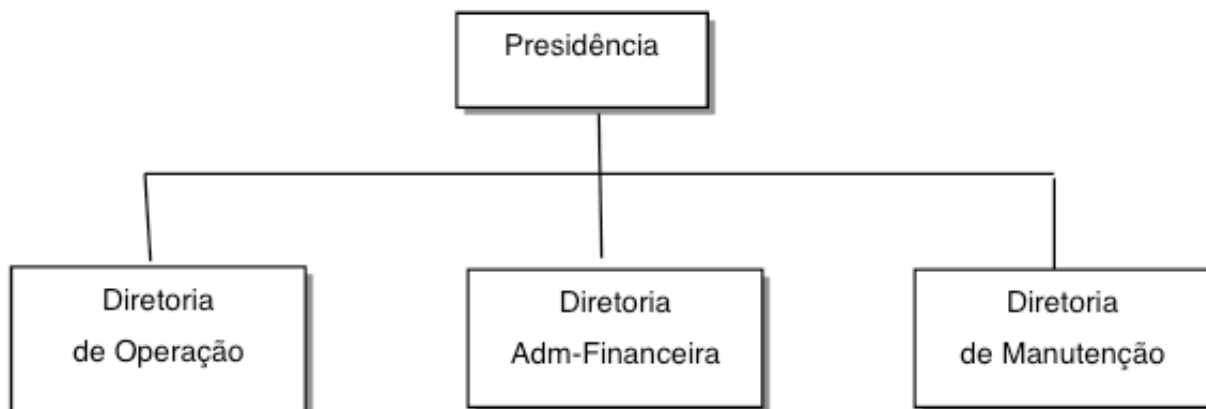 Presidência
Diretoria
de Operação
Diretoria
Adm-Financeira
Diretoria
de Manutenção